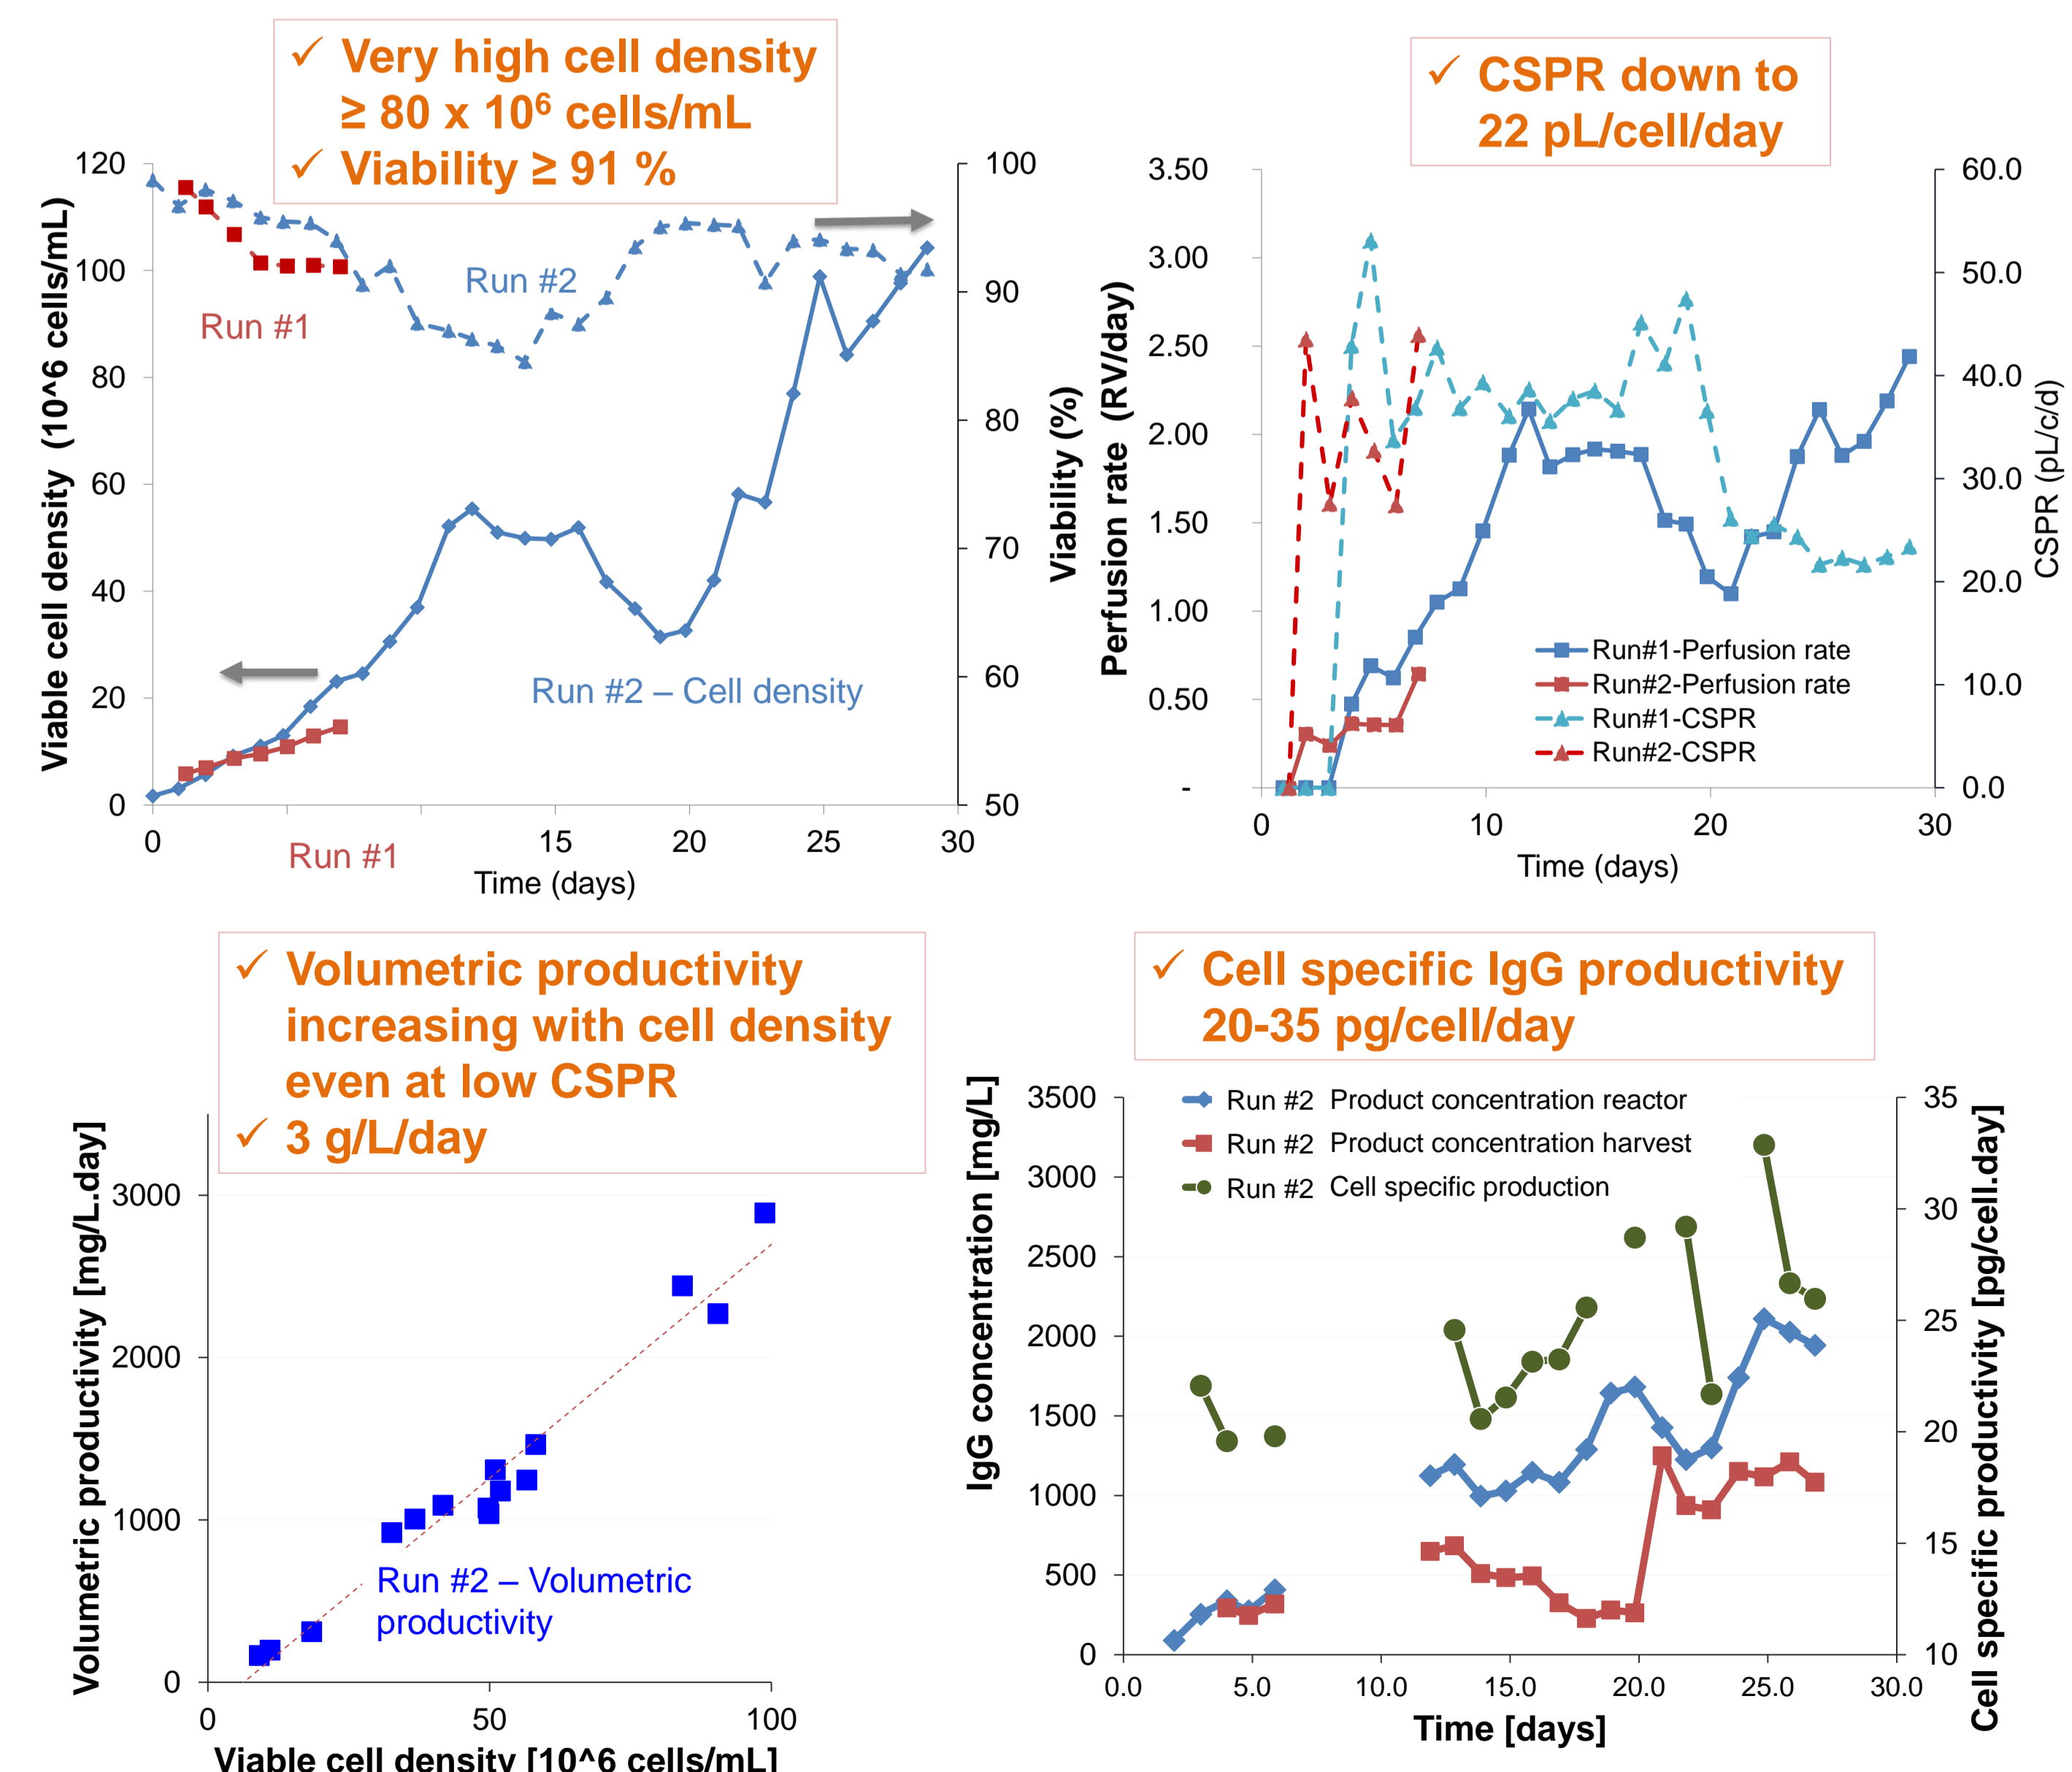 ✓ Very high cell density
≥ 80 x 10⁶ cells/mL
✓ Viability ≥ 91 %
Viable cell density (10^6 cells/mL)
120
100
80
60
40
20
0
100
90
80
70
60
50
Viability (%)
Run #2
Run #1
Run #2 – Cell density
0
15
20
25
30
Run #1
Time (days)
✓ CSPR down to
22 pL/cell/day
Perfusion rate (RV/day)
3.50
3.00
2.50
2.00
1.50
1.00
0.50
-
60.0
50.0
40.0
30.0
20.0
10.0
0.0
CSPR (pL/c/d)
Run#1-Perfusion rate
Run#2-Perfusion rate
Run#1-CSPR
Run#2-CSPR
0
10
20
30
Time (days)
✓ Volumetric productivity
increasing with cell density
even at low CSPR
✓ 3 g/L/day
Volumetric productivity [mg/L.day]
3000
2000
1000
0
Run #2 – Volumetric
productivity
0
50
100
Viable cell density [10^6 cells/mL]
✓ Cell specific IgG productivity
20-35 pg/cell/day
IgG concentration [mg/L]
3500
3000
2500
2000
1500
1000
500
0
Run #2 Product concentration reactor
Run #2 Product concentration harvest
Run #2 Cell specific production
35
30
25
20
15
10
Cell specific productivity [pg/cell.day]
0.0
5.0
10.0
15.0
20.0
25.0
30.0
Time [days]